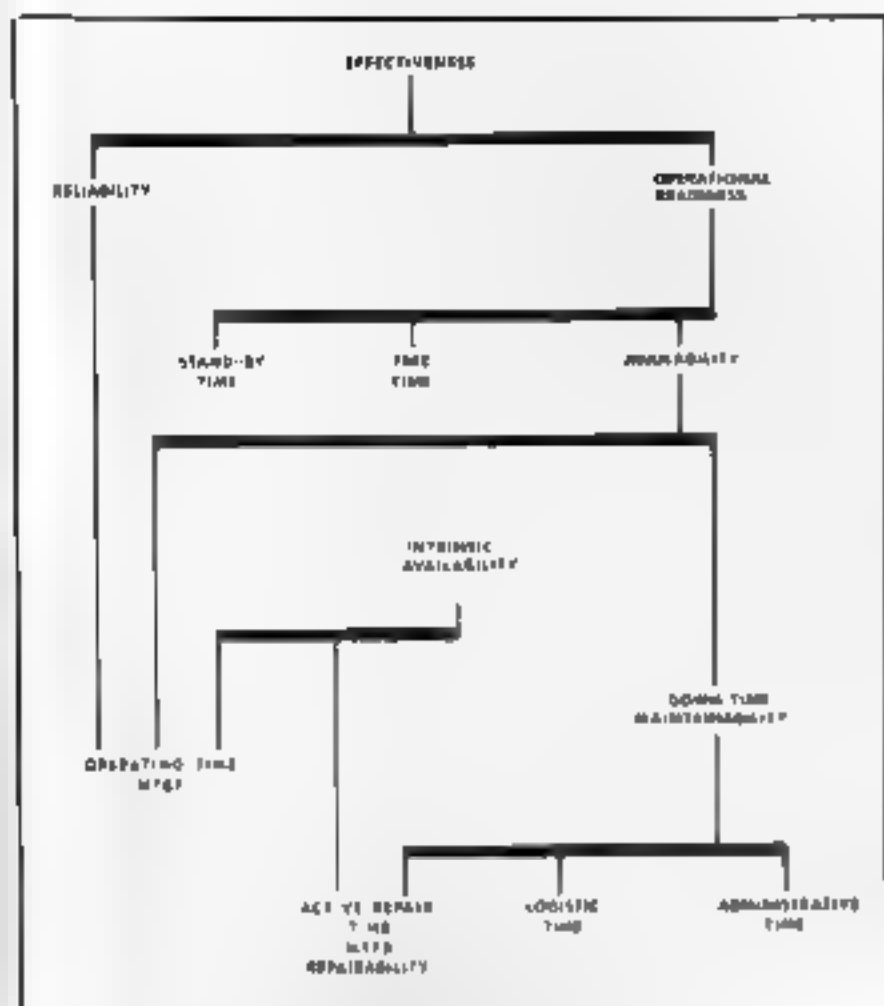 EFFECTIVENESS
RELIABILITY
OPERATIONAL
READINESS
STAND-BY
TIME
FREE
TIME
AVAILABILITY
INTRINSIC
AVAILABILITY
DOWN TIME
MAINTAINABILITY
OPERATING TIME
MTBF
ACTIVE REPAIR
TIME
MTTR
REPAIRABILITY
LOGISTIC
TIME
ADMINISTRATIVE
TIME